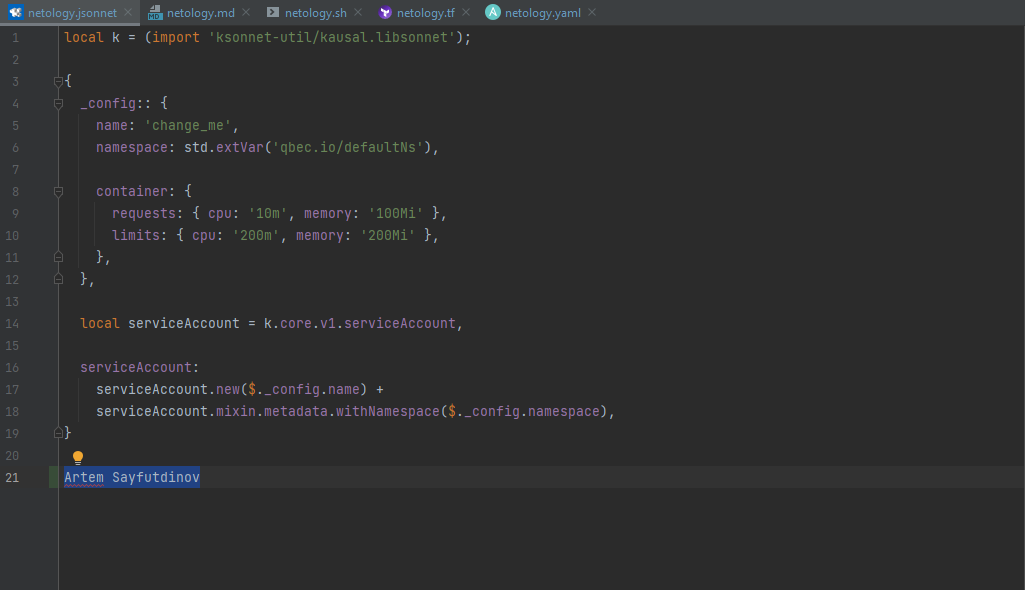 netology.jsonnet netology.md netology.sh netology.tf netology.yaml
1 local k = (import 'ksonnet-util/kausal.libsonnet');
2
3 {
4   _config:: {
5     name: 'change_me',
6     namespace: std.extVar('qbec.io/defaultNs'),
7
8     container: {
9       requests: { cpu: '10m', memory: '100Mi' },
10       limits: { cpu: '200m', memory: '200Mi' },
11     },
12   },
13
14   local serviceAccount = k.core.v1.serviceAccount,
15
16   serviceAccount:
17     serviceAccount.new($._config.name) +
18     serviceAccount.mixin.metadata.withNamespace($._config.namespace),
19 }
20
21 Artem Sayfutdinov